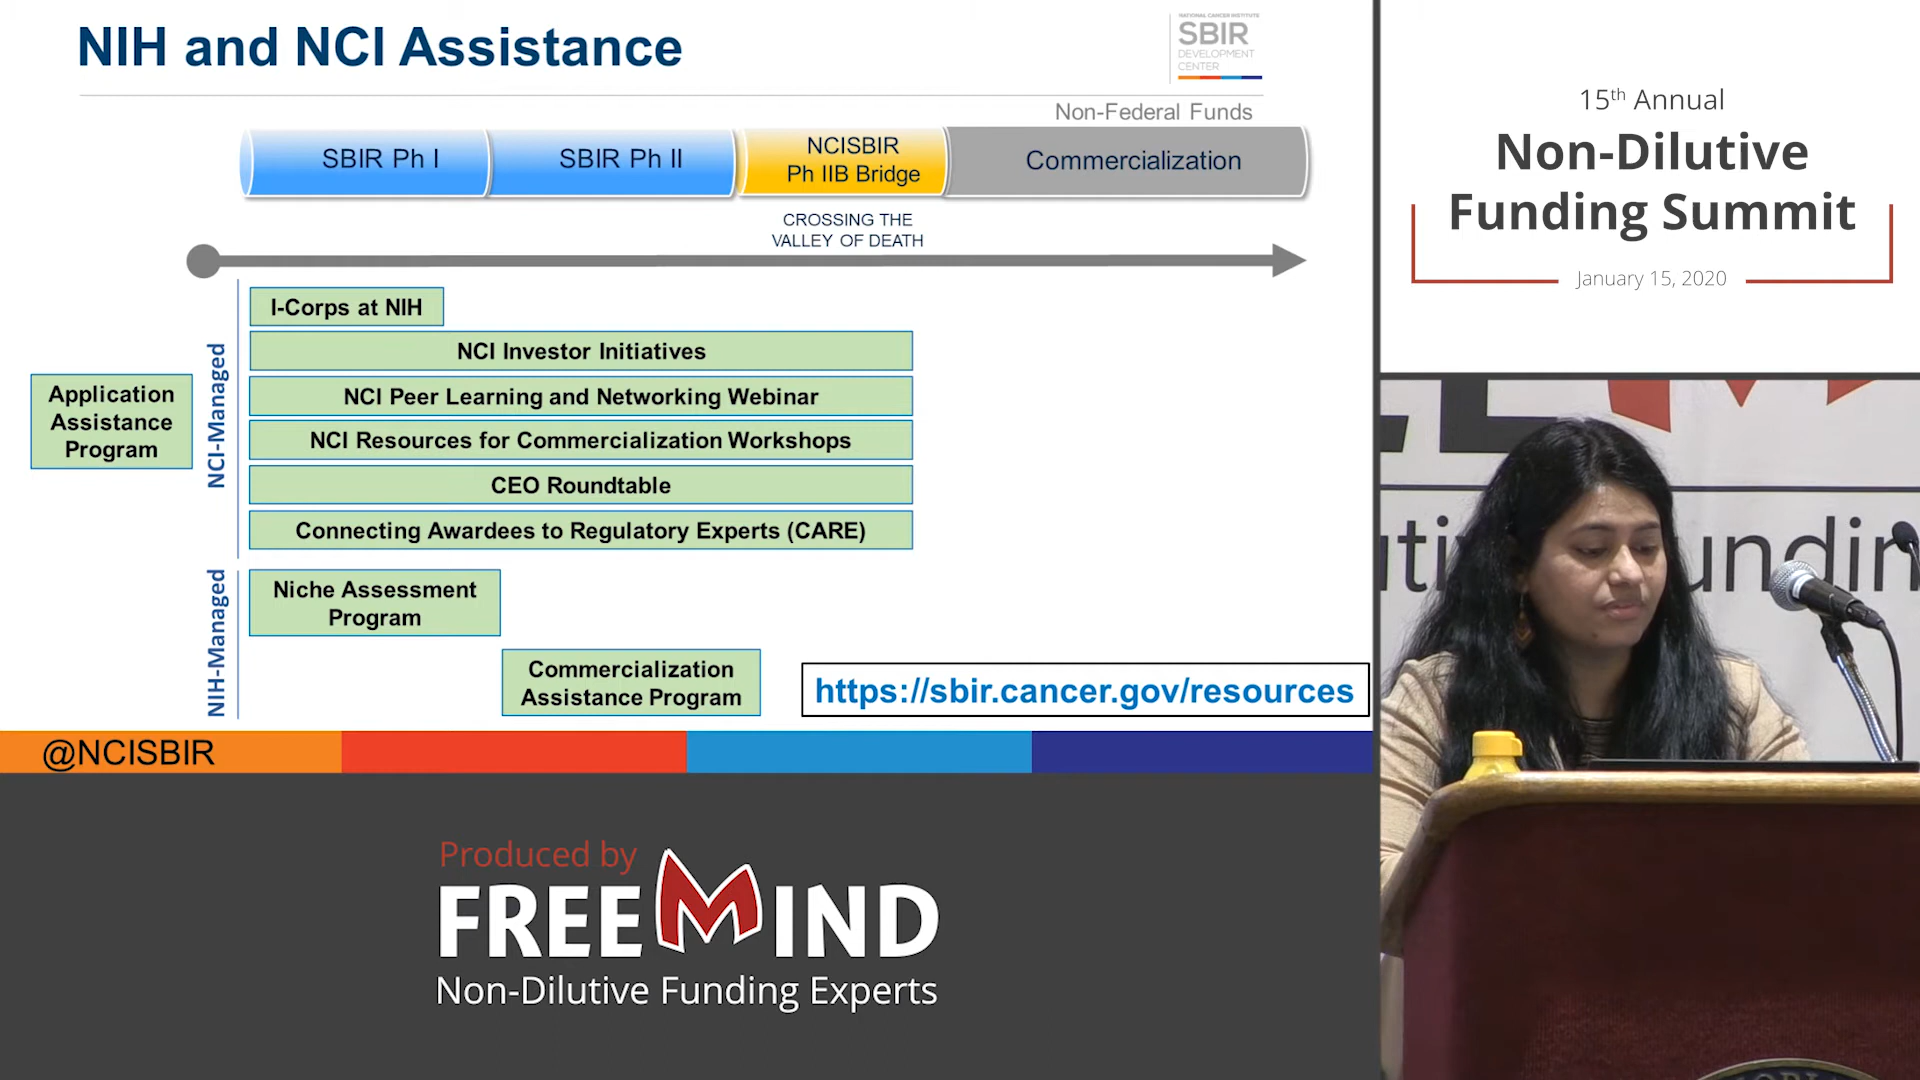 NIH and NCI Assistance
NATIONAL CANCER INSTITUTE
SBIR
DEVELOPMENT
CENTER
Non-Federal Funds
SBIR Ph I
SBIR Ph II
NCISBIR
Ph IIB Bridge
Commercialization
CROSSING THE
VALLEY OF DEATH
Application
Assistance
Program
NCI-Managed
I-Corps at NIH
NCI Investor Initiatives
NCI Peer Learning and Networking Webinar
NCI Resources for Commercialization Workshops
CEO Roundtable
Connecting Awardees to Regulatory Experts (CARE)
NIH-Managed
Niche Assessment
Program
Commercialization
Assistance Program
https://sbir.cancer.gov/resources
@NCISBIR
Produced by
FREEMIND
Non-Dilutive Funding Experts
15th Annual
Non-Dilutive
Funding Summit
January 15, 2020